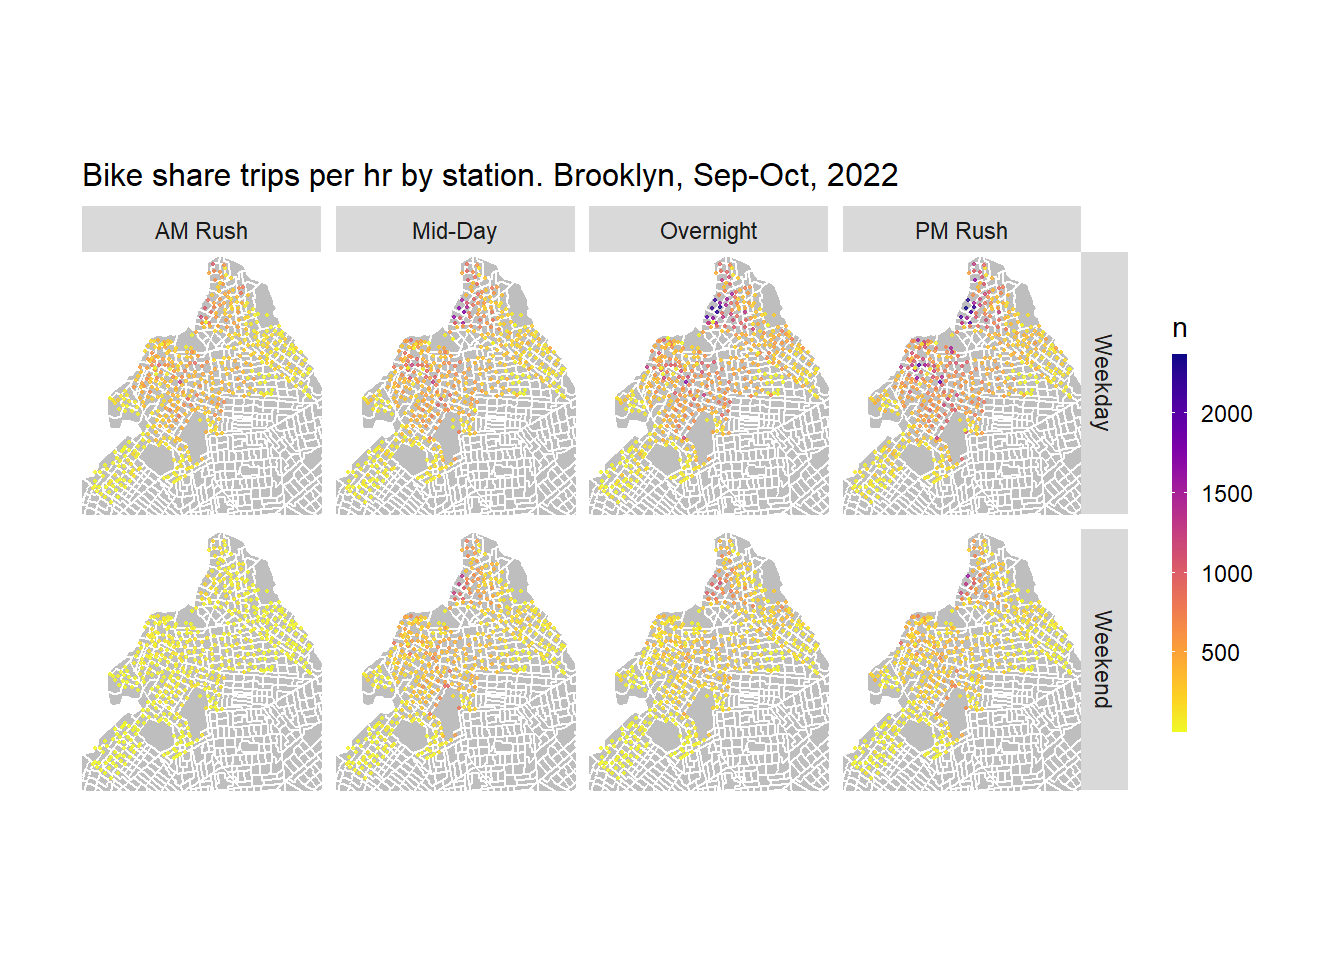 Bike share trips per hr by station. Brooklyn, Sep-Oct, 2022
AM Rush
Mid-Day
Overnight
PM Rush
Weekday
Weekend
n
2000
1500
1000
500